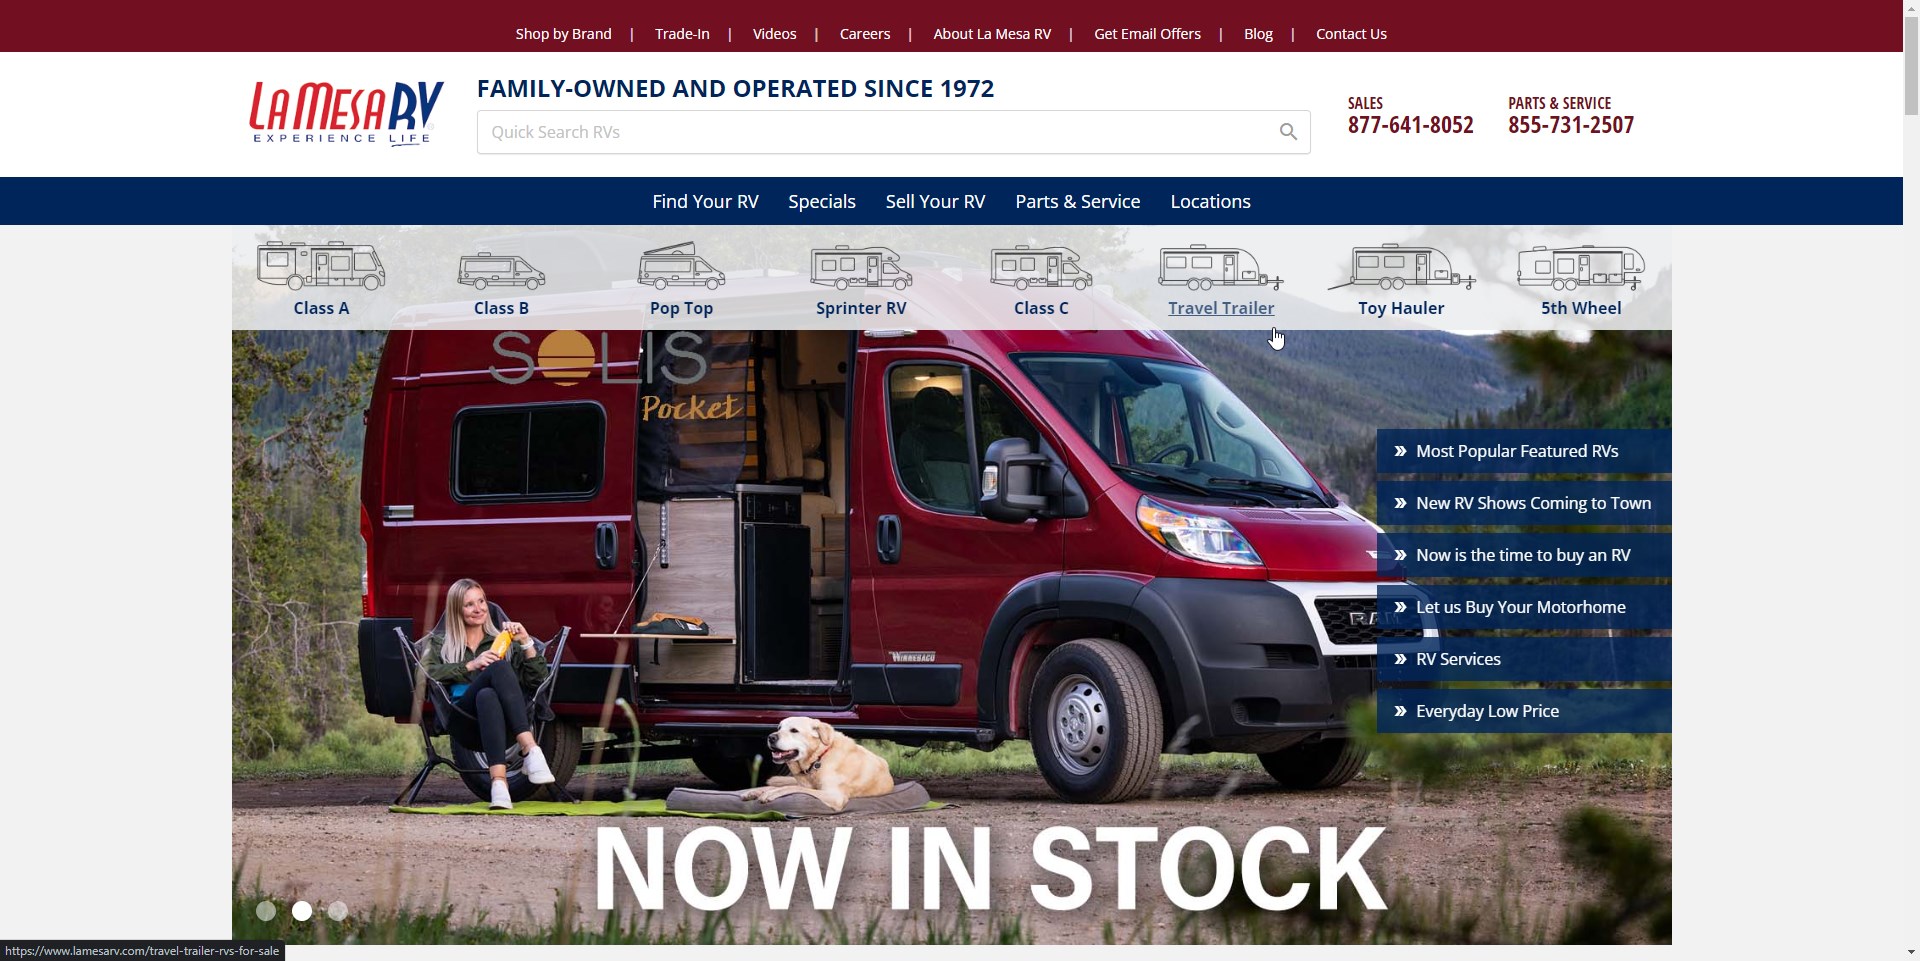 Shop by Brand | Trade-In | Videos | Careers | About La Mesa RV | Get Email Offers | Blog | Contact Us
LA MESA RV
EXPERIENCE LIFE
FAMILY-OWNED AND OPERATED SINCE 1972
Quick Search RVs
SALES
877-641-8052
PARTS & SERVICE
855-731-2507
Find Your RV Specials Sell Your RV Parts & Service Locations
Class A Class B Pop Top Sprinter RV Class C Travel Trailer Toy Hauler 5th Wheel
SOLIS
Pocket
» Most Popular Featured RVs
» New RV Shows Coming to Town
» Now is the time to buy an RV
» Let us Buy Your Motorhome
RAM
» RV Services
WINNEBAGO
» Everyday Low Price
NOW IN STOCK
https://www.lamesarv.com/travel-trailer-rvs-for-sale